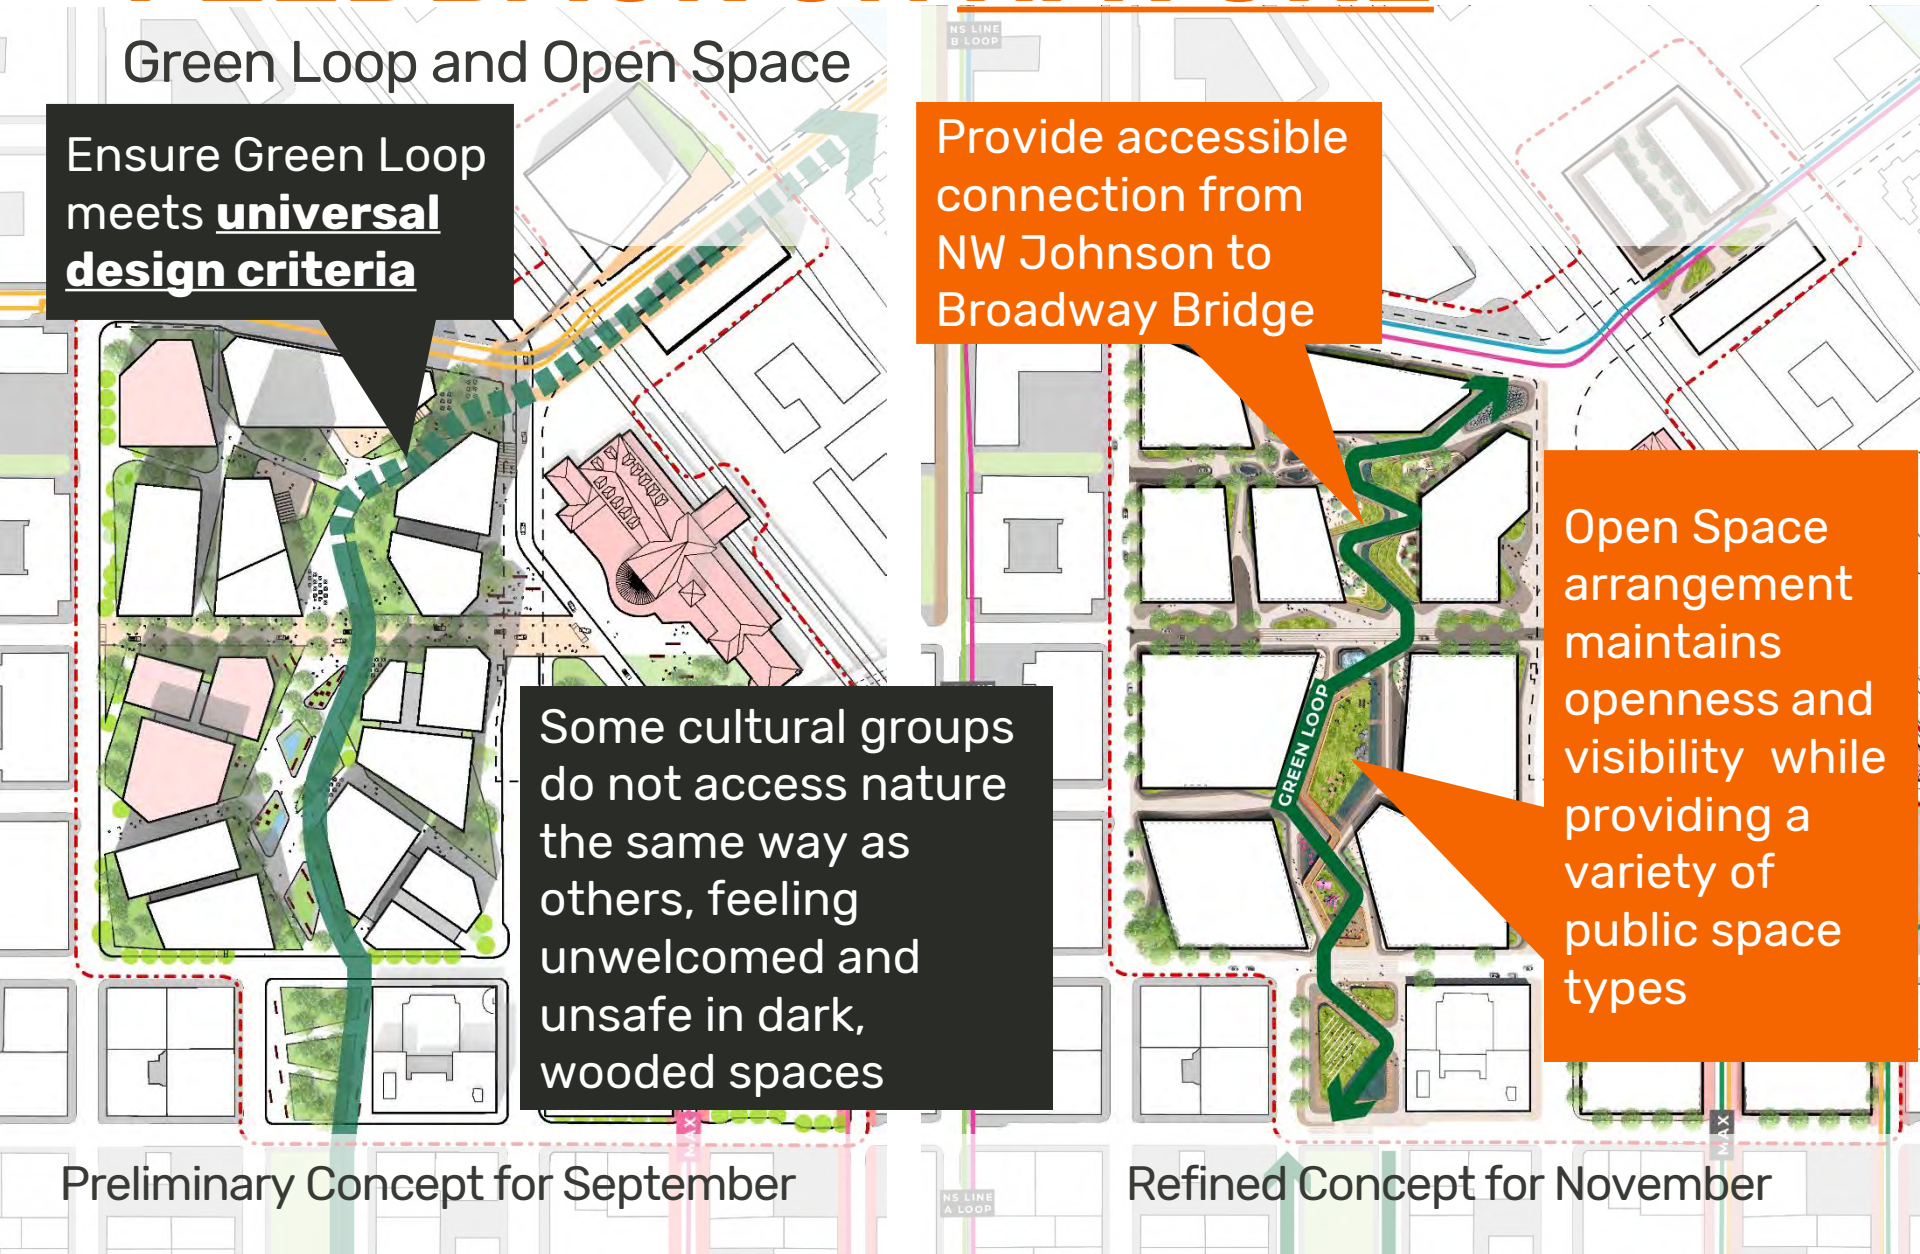 Green Loop and Open Space
Ensure Green Loop
meets universal
design criteria
Some cultural groups
do not access nature
the same way as
others, feeling
unwelcomed and
unsafe in dark,
wooded spaces
MAX
Preliminary Concept for September
NS LINE
B LOOP
Provide accessible
connection from
NW Johnson to
Broadway Bridge
Open Space
arrangement
maintains
openness and
visibility while
providing a
variety of
public space
types
GREEN LOOP
MAX
NS LINE
A LOOP
Refined Concept for November